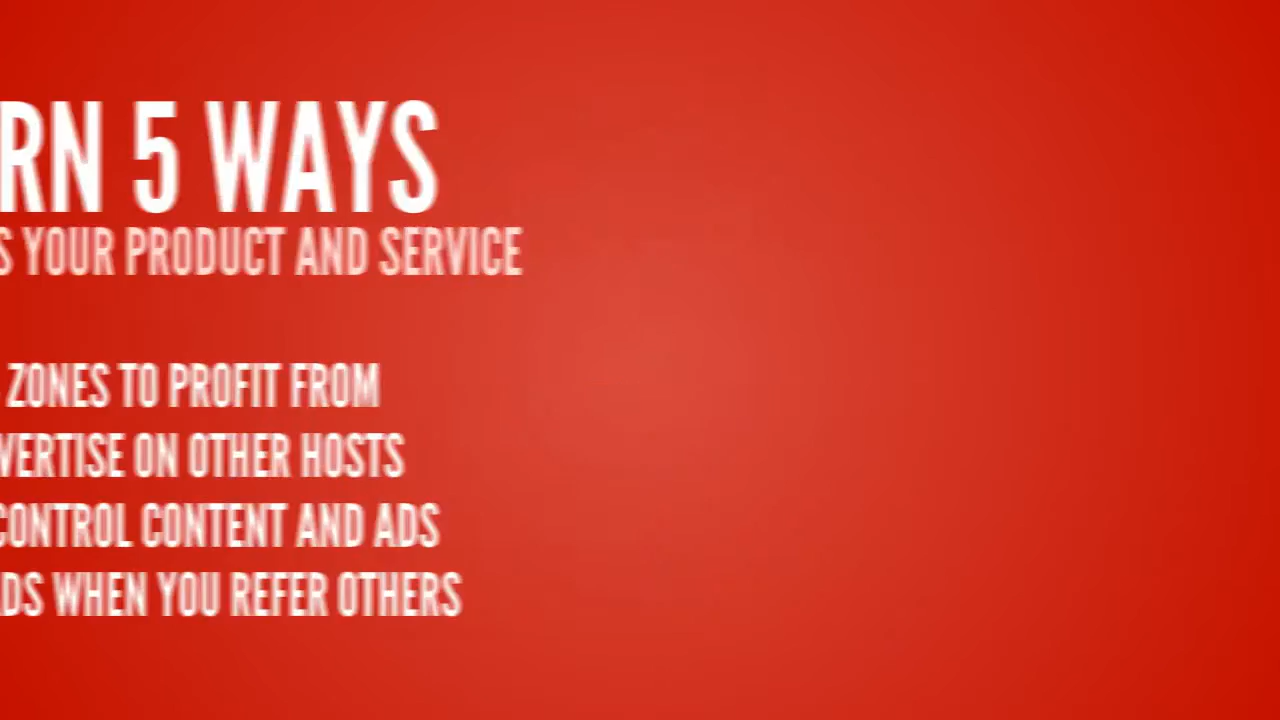 RN 5 WAYS
S YOUR PRODUCT AND SERVICE
ZONES TO PROFIT FROM
VERTISE ON OTHER HOSTS
CONTROL CONTENT AND ADS
DS WHEN YOU REFER OTHERS